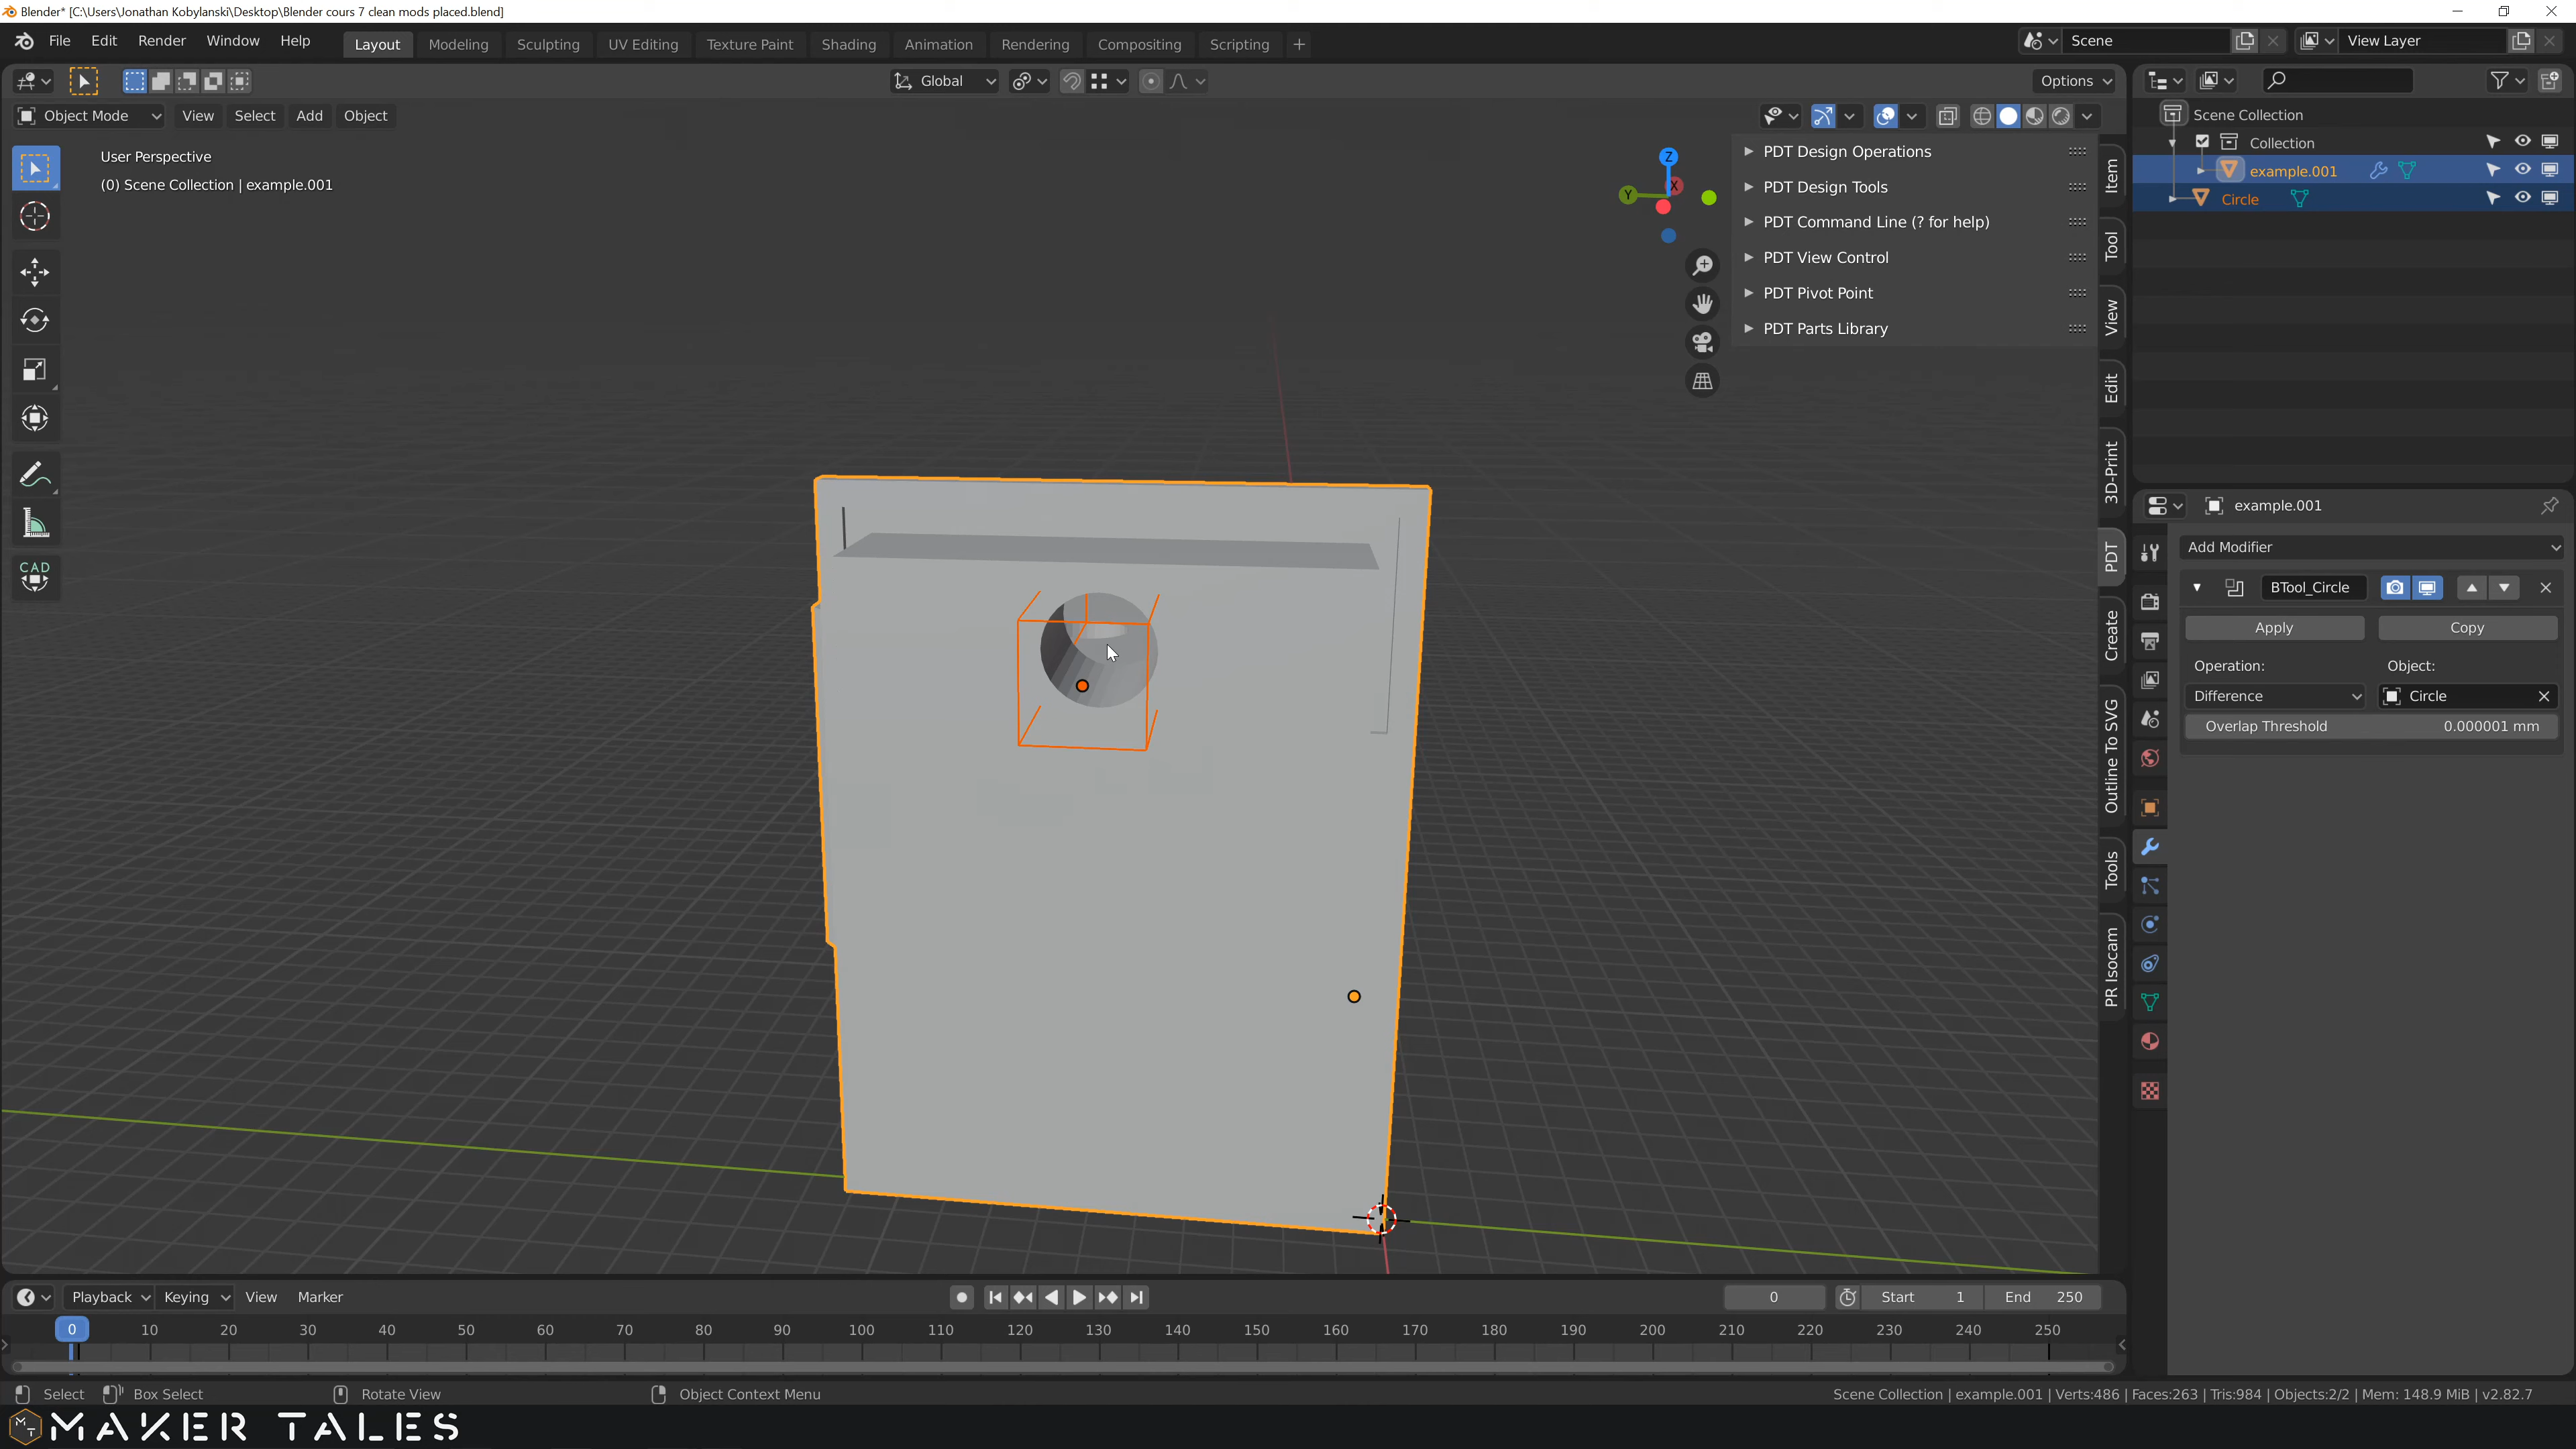 Blender* [C:\Users\Jonathan Kobylanski\Desktop\Blender cours 7 clean mods placed.blend]
File Edit Render Window Help Layout Modeling Sculpting UV Editing Texture Paint Shading Animation Rendering Compositing Scripting + Scene View Layer
Global Options
Object Mode View Select Add Object
Scene Collection
Collection
example.001
Circle
User Perspective
(0) Scene Collection | example.001
Z
X
Y
PDT Design Operations
PDT Design Tools
PDT Command Line (? for help)
PDT View Control
PDT Pivot Point
PDT Parts Library
Item
Tool
View
Edit
3D-Print
PDT
Create
Outline To SVG
Tools
PR Isocam
CAD
example.001
Add Modifier
BTool_Circle
Apply Copy
Operation: Object:
Difference Circle
Overlap Threshold 0.000001 mm
Playback Keying View Marker 0 Start 1 End 250
0 10 20 30 40 50 60 70 80 90 100 110 120 130 140 150 160 170 180 190 200 210 220 230 240 250
Select Box Select Rotate View Object Context Menu Scene Collection | example.001 | Verts:486 | Faces:263 | Tris:984 | Objects:2/2 | Mem: 148.9 MiB | v2.82.7
MT MAKER TALES